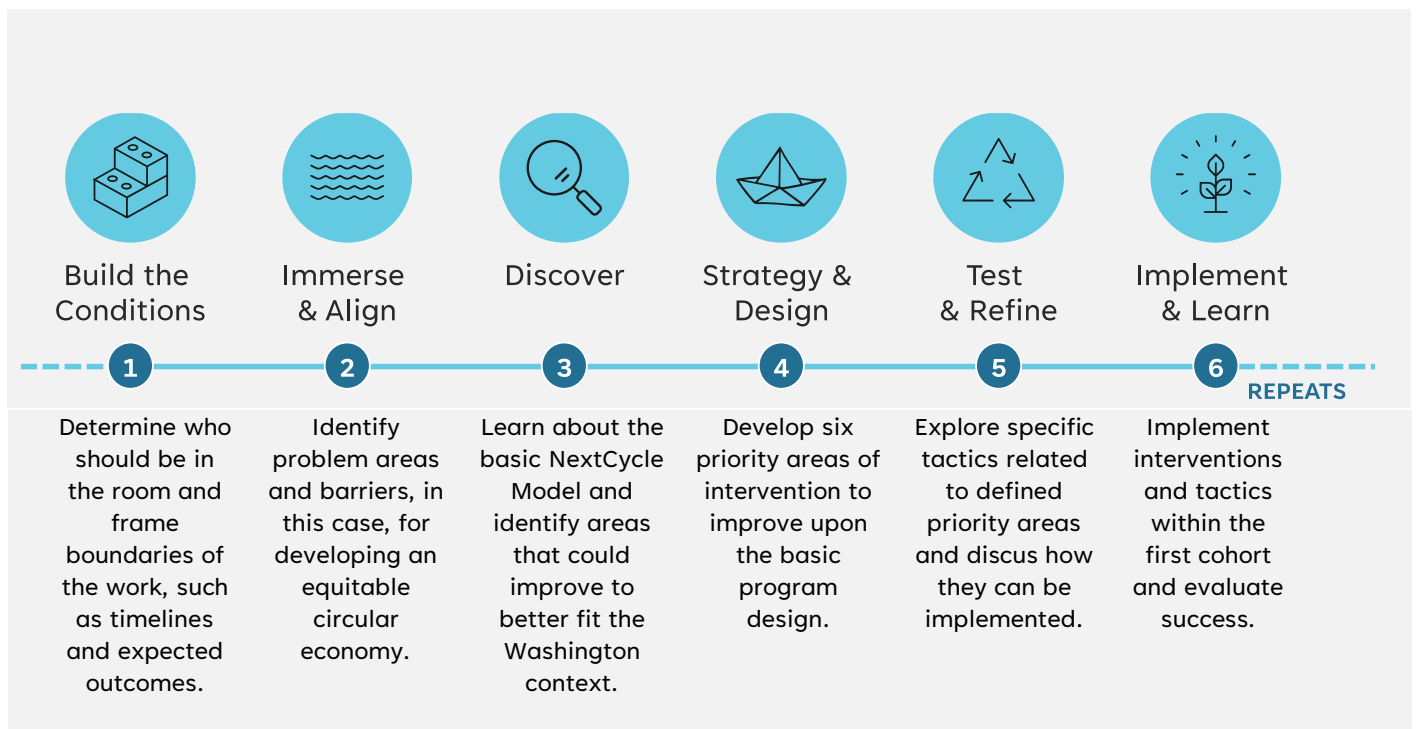 Build the
Conditions
Immerse
& Align
Discover
Strategy &
Design
Test
& Refine
Implement
& Learn
1
2
3
4
5
6
REPEATS
Determine who
should be in
the room and
frame
boundaries of
the work, such
as timelines
and expected
outcomes.
Identify
problem areas
and barriers, in
this case, for
developing an
equitable
circular
economy.
Learn about the
basic NextCycle
Model and
identify areas
that could
improve to
better fit the
Washington
context.
Develop six
priority areas of
intervention to
improve upon
the basic
program
design.
Explore specific
tactics related
to defined
priority areas
and discus how
they can be
implemented.
Implement
interventions
and tactics
within the
first cohort
and evaluate
success.